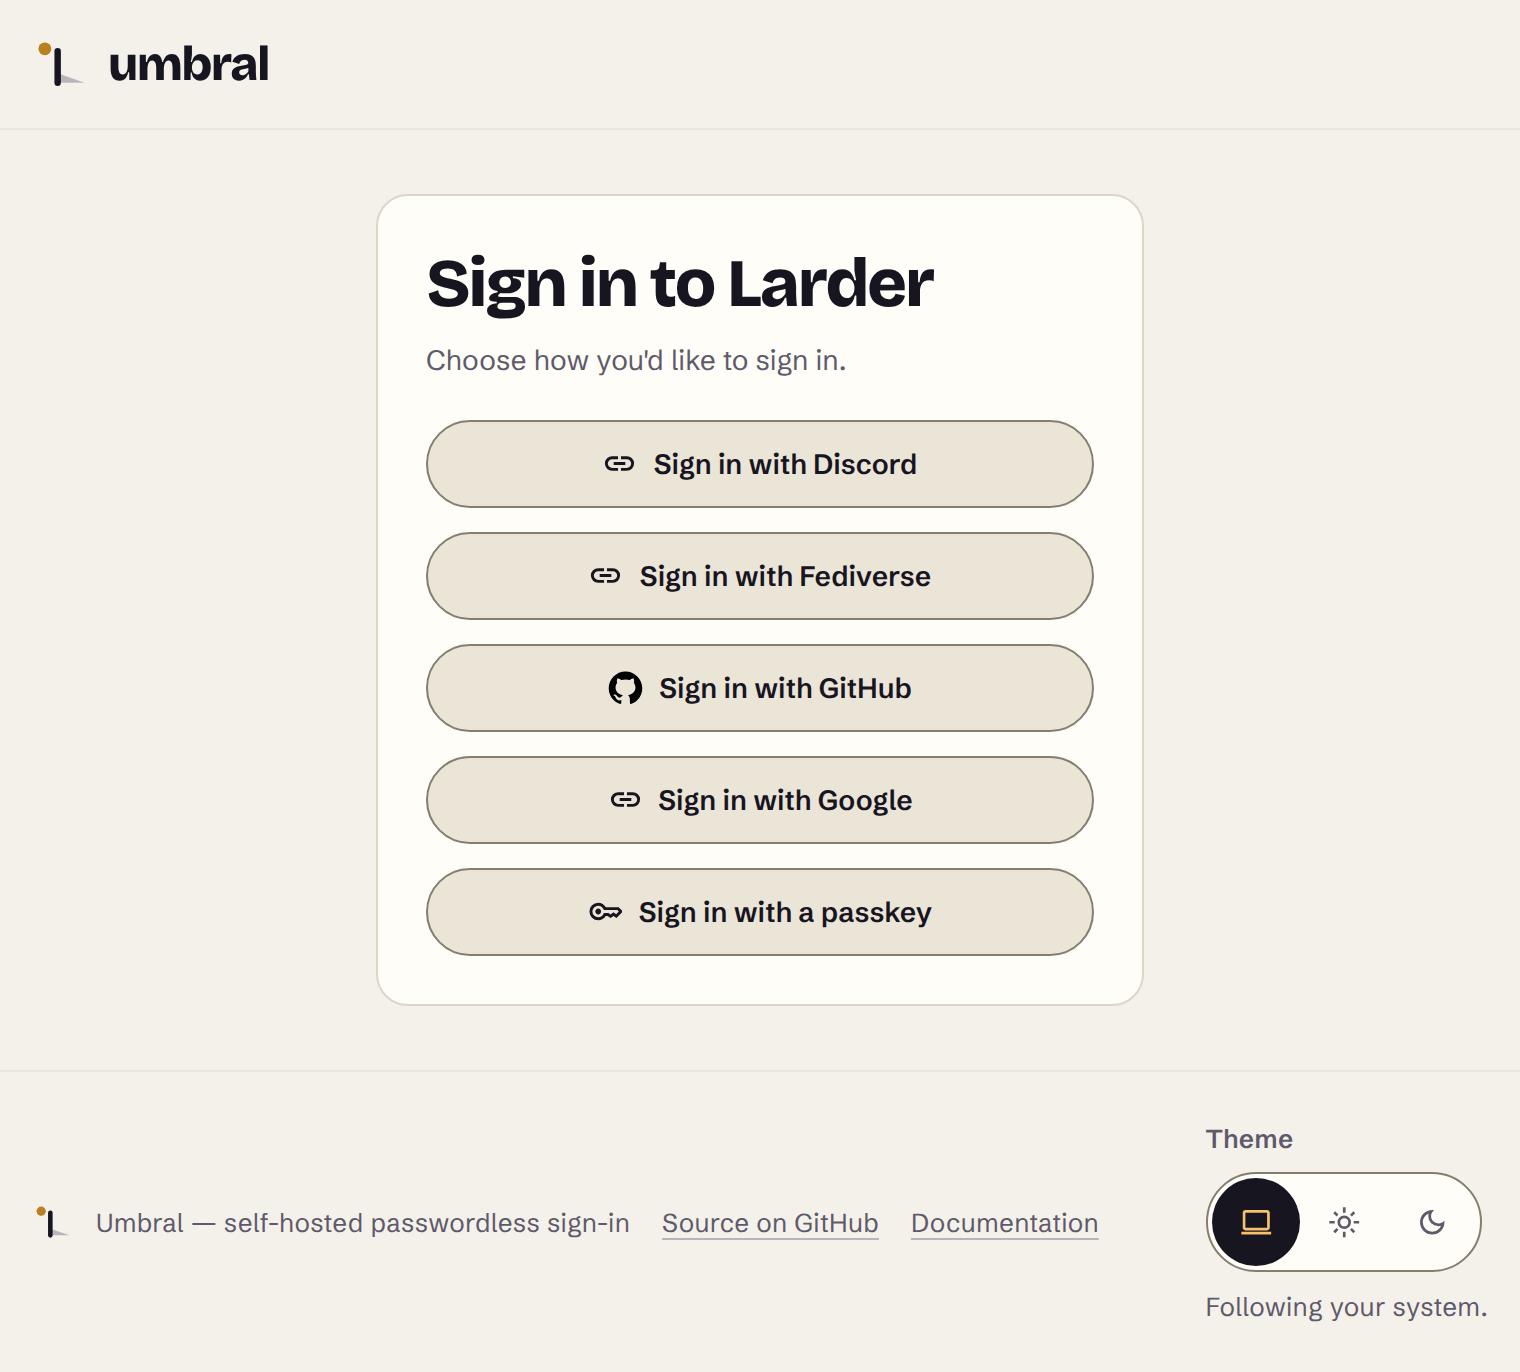 umbral
Sign in to Larder
Choose how you'd like to sign in.
Sign in with Discord
Sign in with Fediverse
Sign in with GitHub
Sign in with Google
Sign in with a passkey
Theme
Umbral — self-hosted passwordless sign-in Source on GitHub Documentation
Following your system.